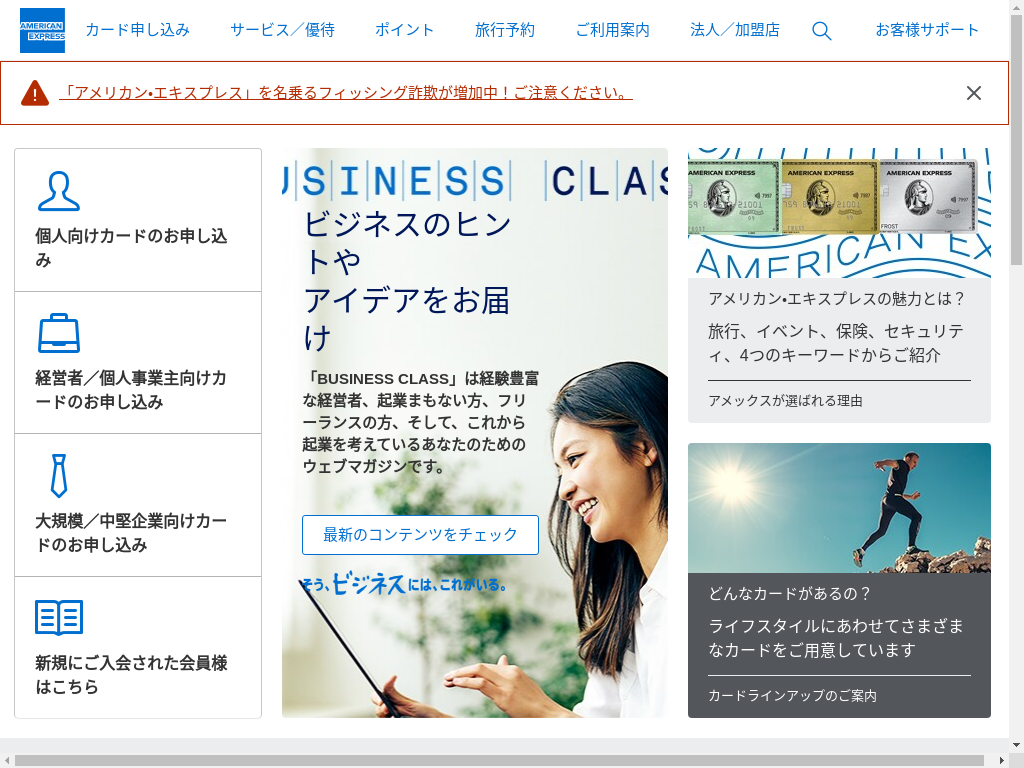 AMERICAN
EXPRESS
カード申し込み
サービス／優待
ポイント
旅行予約
ご利用案内
法人／加盟店
お客様サポート
「アメリカン・エキスプレス」を名乗るフィッシング詐欺が増加中！ご注意ください。
個人向けカードのお申し込
み
経営者／個人事業主向けカ
ードのお申し込み
大規模／中堅企業向けカー
ドのお申し込み
新規にご入会された会員様
はこちら
USINESS CLAS
ビジネスのヒン
トや
アイデアをお届
け
「BUSINESS CLASS」は経験豊富
な経営者、起業まもない方、フリ
ーランスの方、そして、これから
起業を考えているあなたのための
ウェブマガジンです。
最新のコンテンツをチェック
そう、ビジネスには、これがいる。
AMERICAN EXPRESS
AMERICAN EXPRESS
AMERICAN EXPRESS
FROST
FROST
FROST
AMERICAN EX
アメリカン・エキスプレスの魅力とは？
旅行、イベント、保険、セキュリテ
ィ、4つのキーワードからご紹介
アメックスが選ばれる理由
どんなカードがあるの？
ライフスタイルにあわせてさまざま
なカードをご用意しています
カードラインアップのご案内